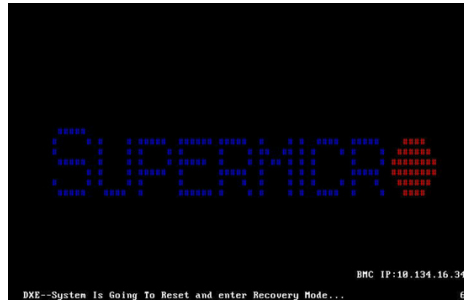 SUPERMICRO
BMC IP:10.134.16.34
DXE--System Is Going To Reset and enter Recovery Mode...